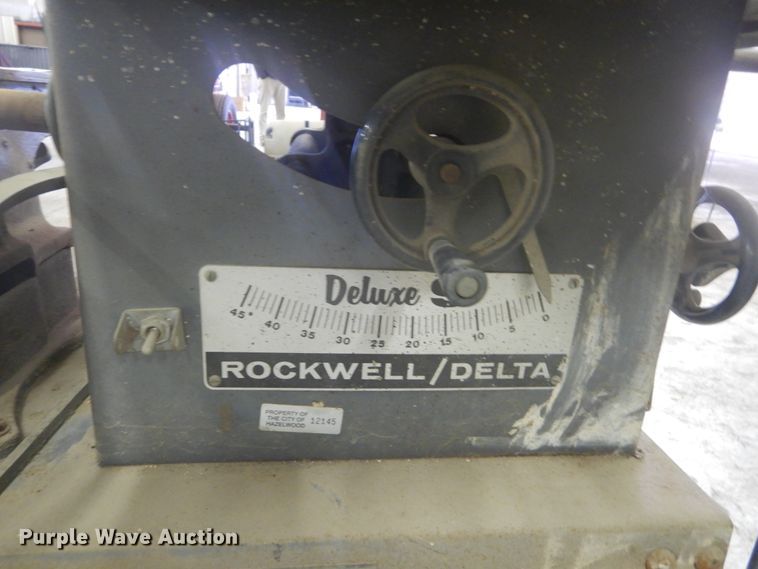 Deluxe
45° 40 35 30 25 20 15 10 5 0
ROCKWELL/DELTA
PROPERTY OF
THE CITY OF 12145
HAZELWOOD
Purple Wave Auction